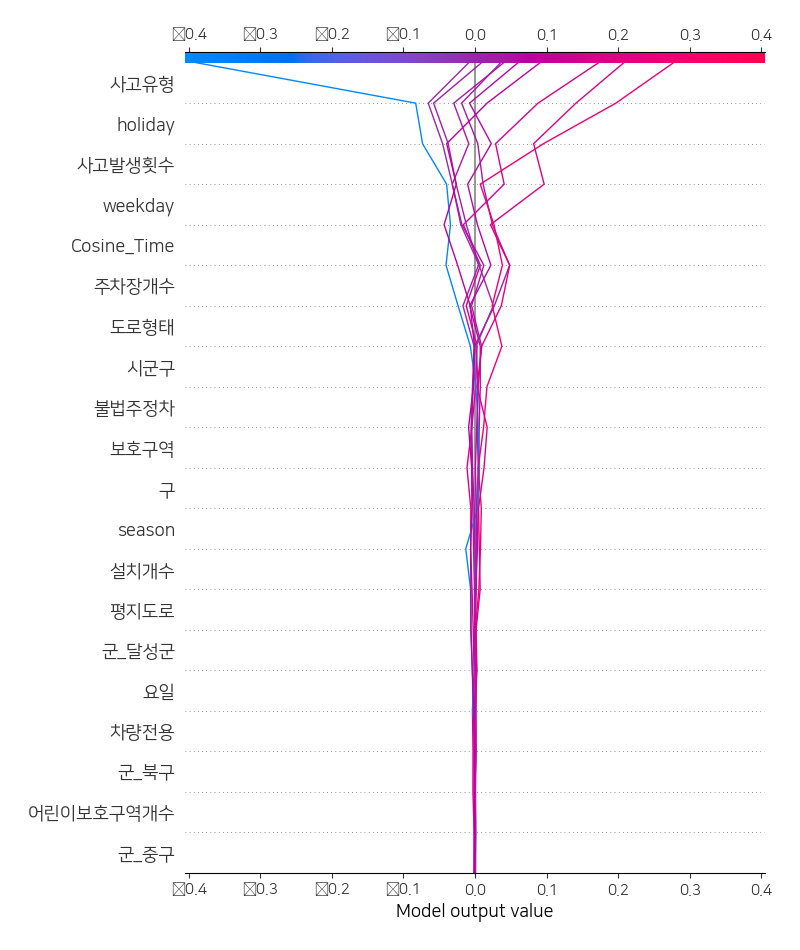 ▯0.4 ▯0.3 ▯0.2 ▯0.1 0.0 0.1 0.2 0.3 0.4
사고유형
holiday
사고발생횟수
weekday
Cosine_Time
주차장개수
도로형태
시군구
불법주정차
보호구역
구
season
설치개수
평지도로
군_달성군
요일
차량전용
군_북구
어린이보호구역개수
군_중구
▯0.4 ▯0.3 ▯0.2 ▯0.1 0.0 0.1 0.2 0.3 0.4
Model output value